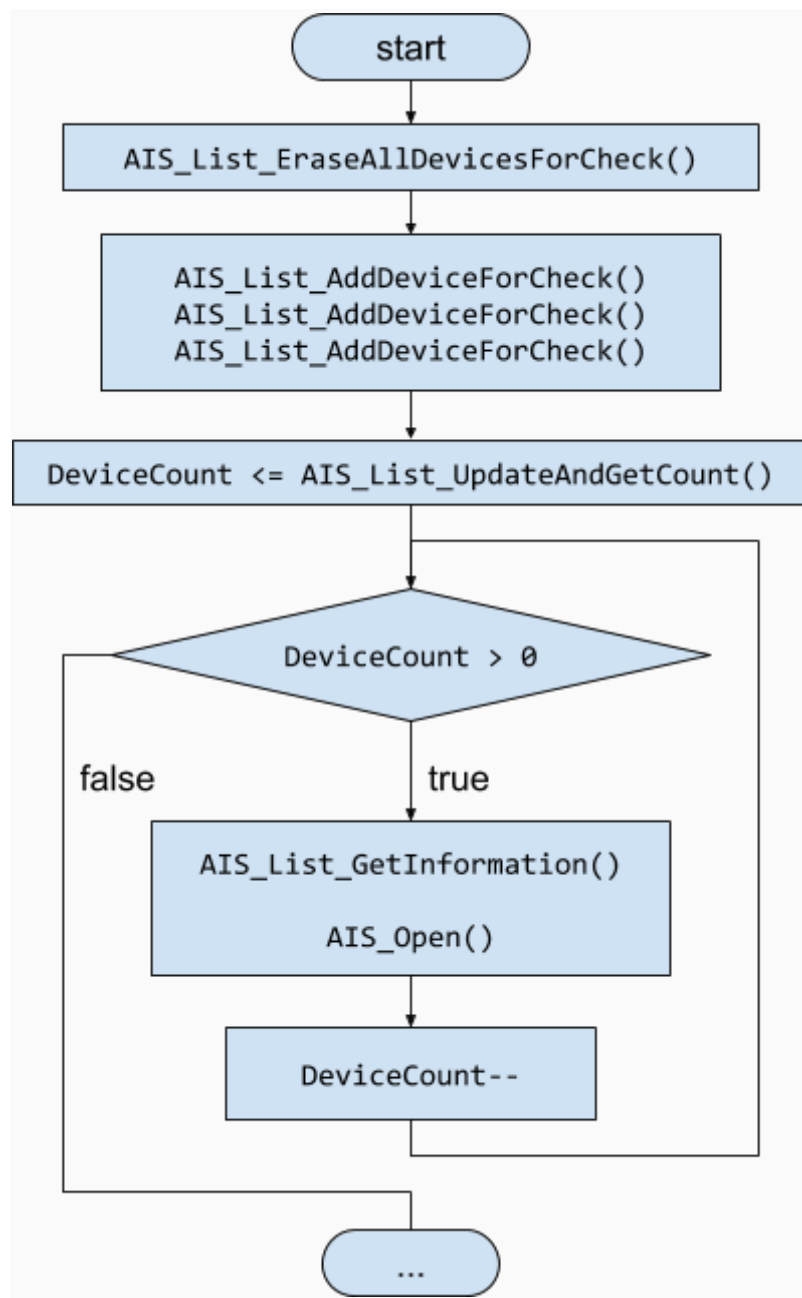 start
AIS_List_EraseAllDevicesForCheck()
AIS_List_AddDeviceForCheck()
AIS_List_AddDeviceForCheck()
AIS_List_AddDeviceForCheck()
DeviceCount <= AIS_List_UpdateAndGetCount()
DeviceCount > 0
false
true
AIS_List_GetInformation()
AIS_Open()
DeviceCount--
...